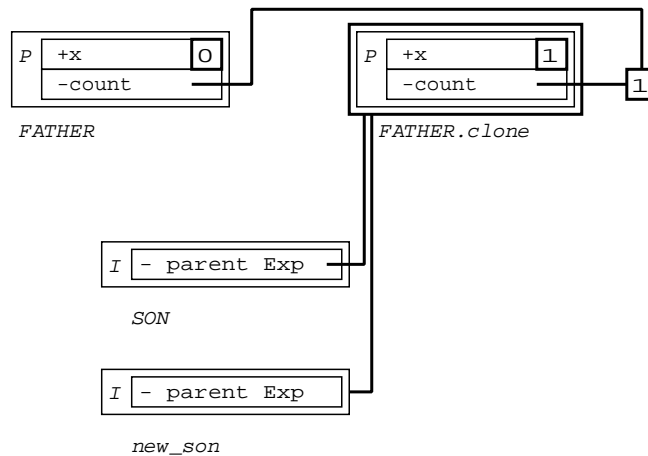 P +x 0
-count
FATHER
P +x 1
-count 1
FATHER.clone
I - parent Exp
SON
I - parent Exp
new_son